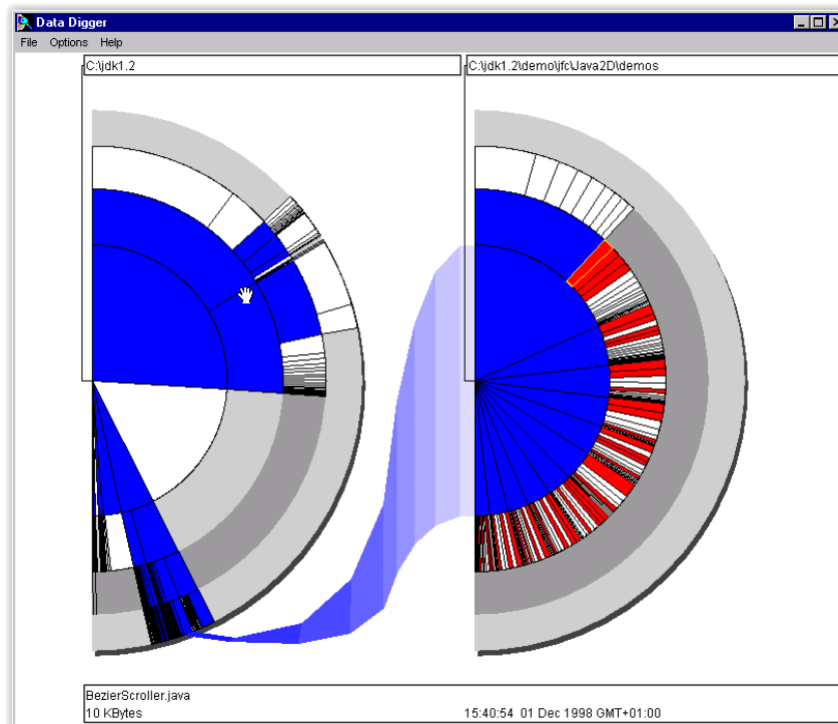 Data Digger
File Options Help
C:\jdk1.2
C:\jdk1.2\demo\jfc\Java2D\demos
BezierScroller.java
10 KBytes 15:40:54 01 Dec 1998 GMT+01:00